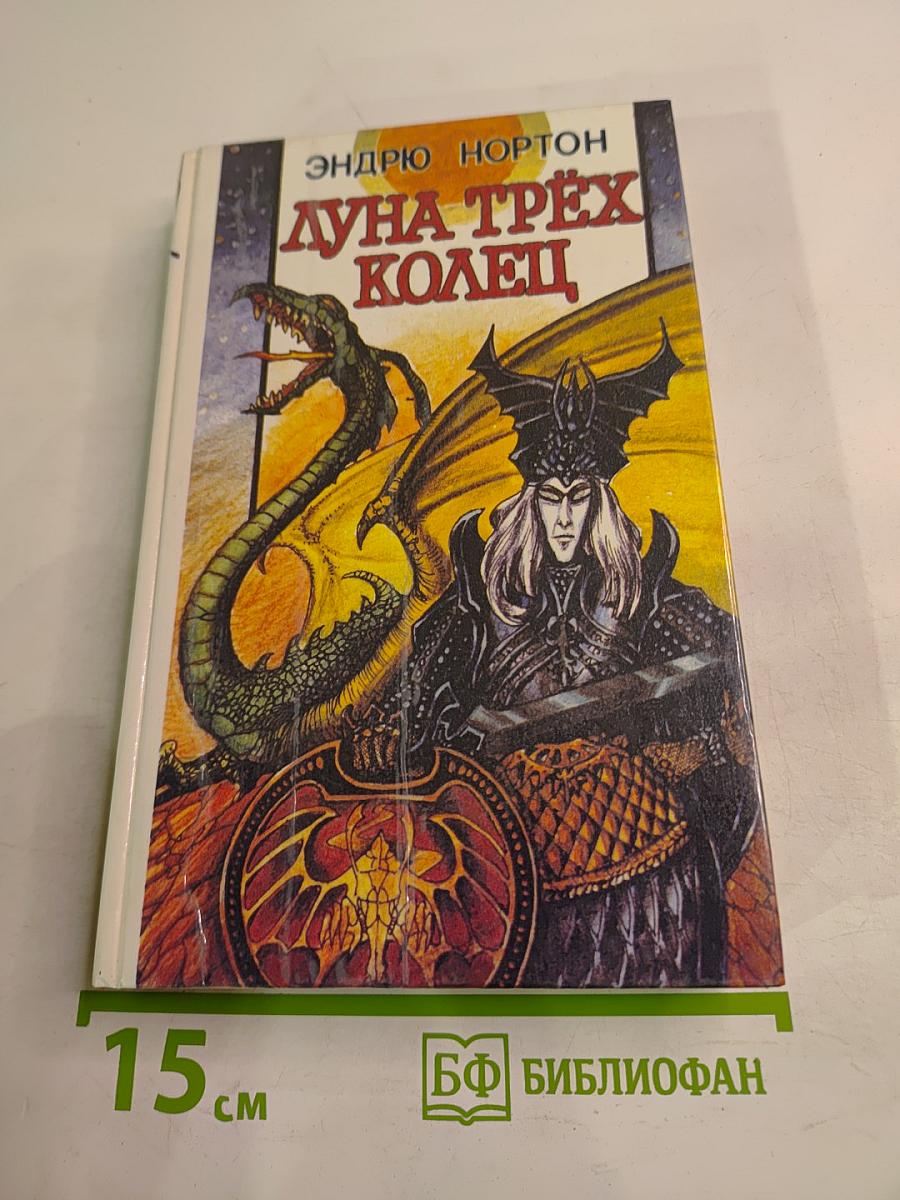 ЭНДРЮ НОРТОН
ЛУНА ТРЁХ
КОЛЕЦ
15 см
БФ БИБЛИОФАН